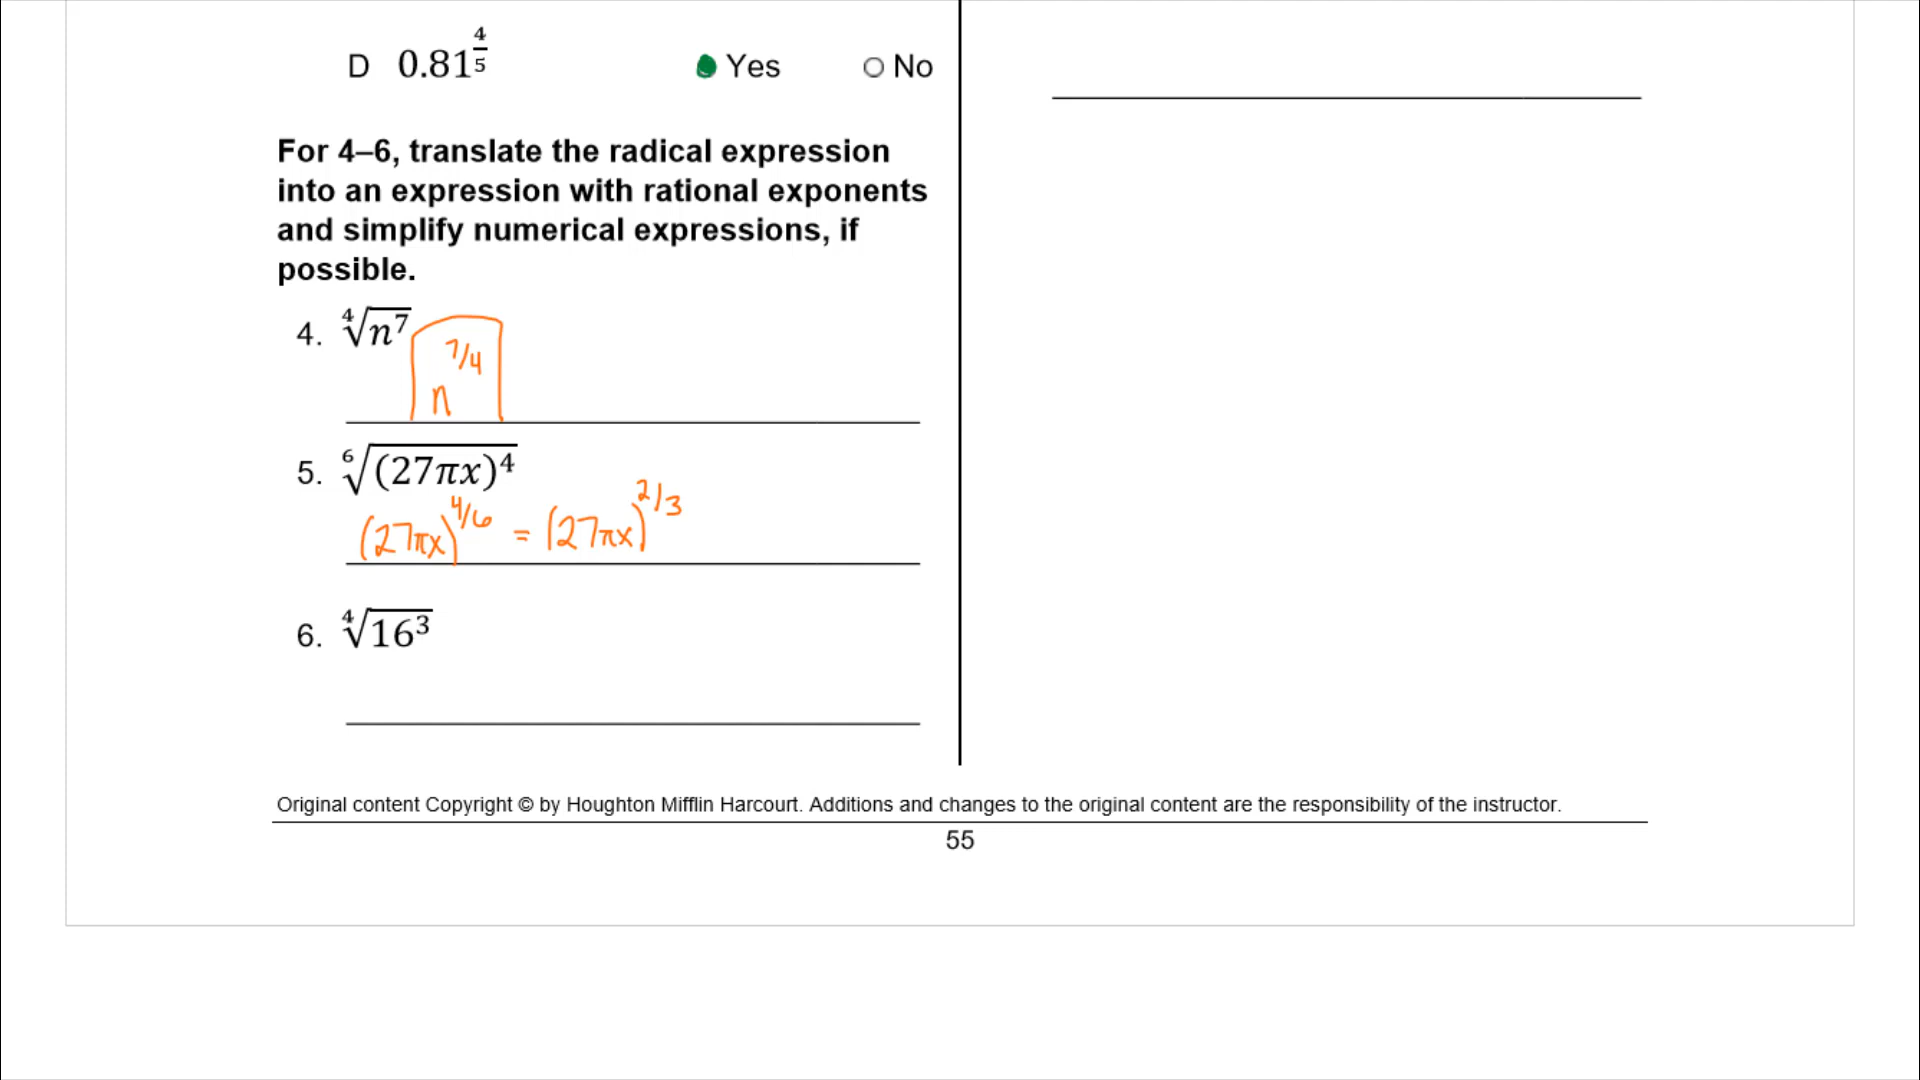 D 0.81^(4/5) Yes No
For 4–6, translate the radical expression
into an expression with rational exponents
and simplify numerical expressions, if
possible.
4. ⁴√n⁷
n^(7/4)
5. ⁶√(27πx)⁴
(27πx)^(4/6) = (27πx)^(2/3)
6. ⁴√16³
Original content Copyright © by Houghton Mifflin Harcourt. Additions and changes to the original content are the responsibility of the instructor.
55